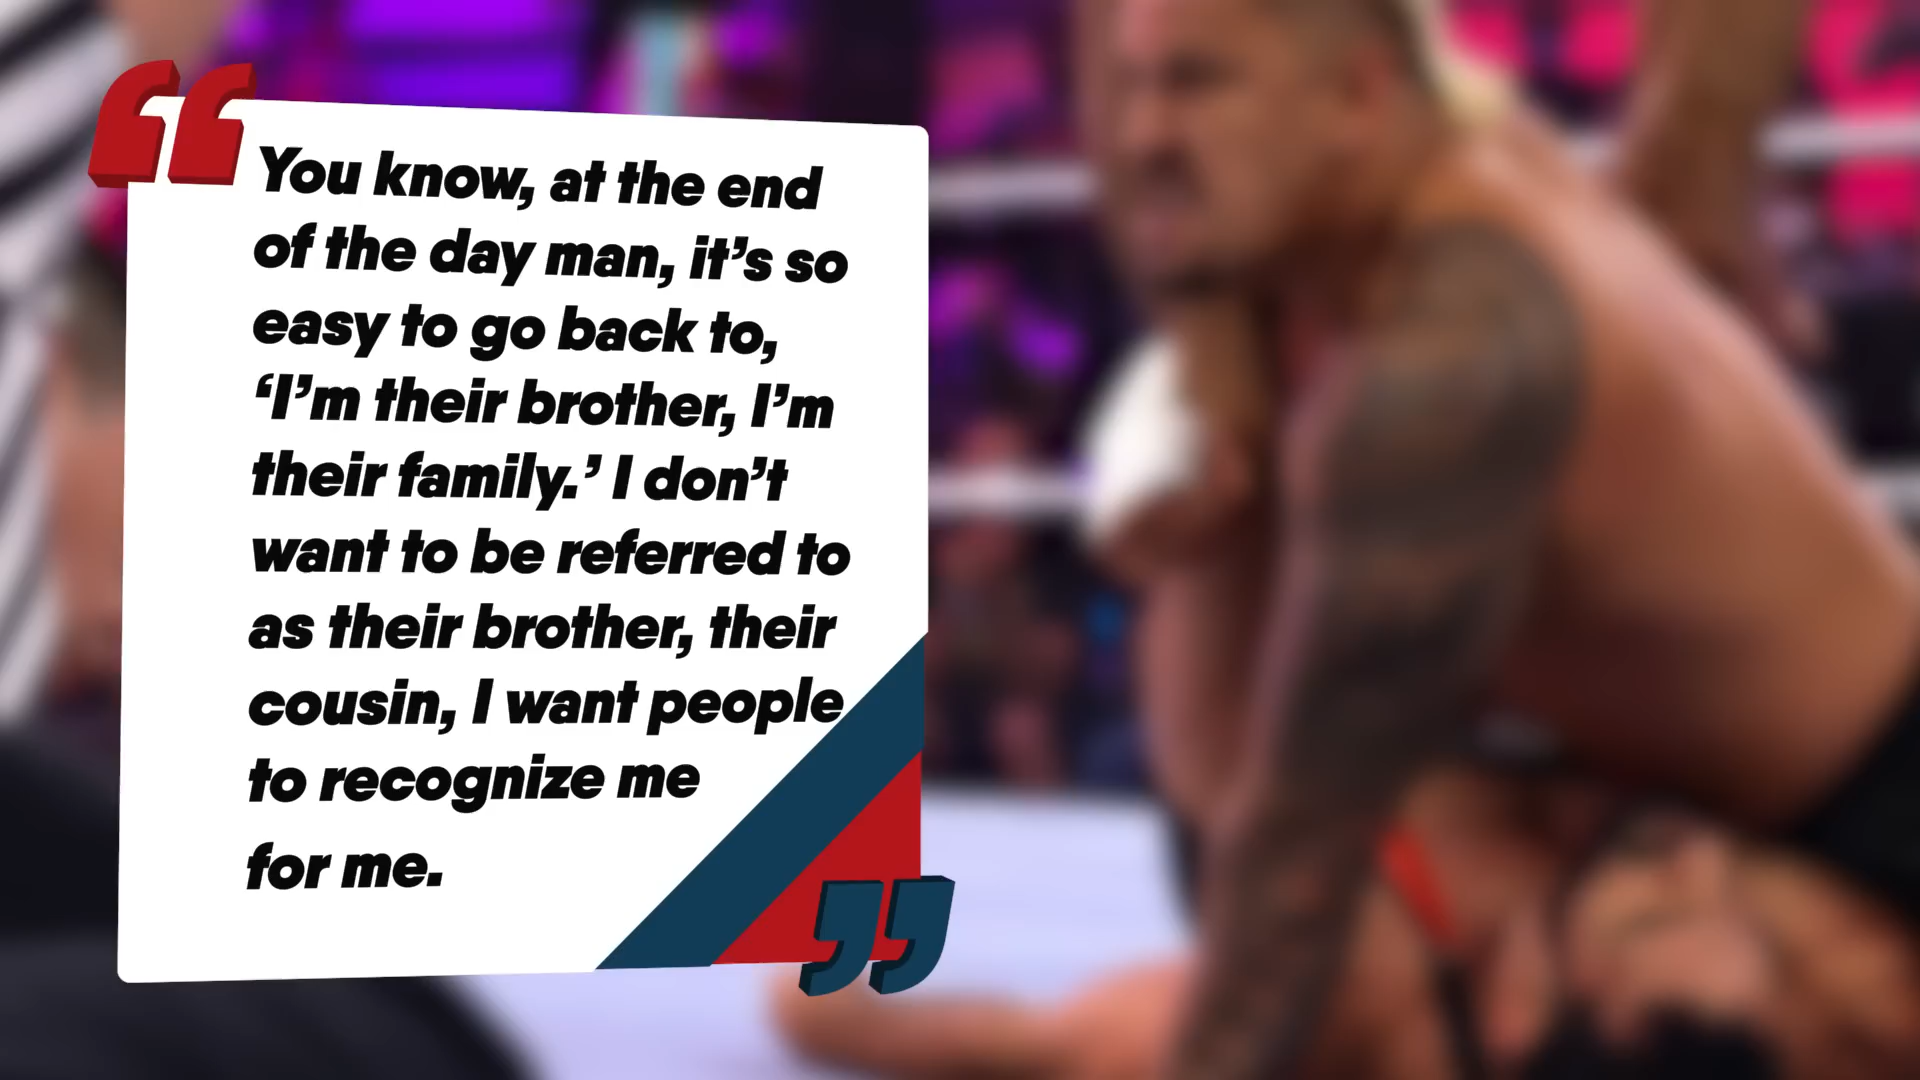 You know, at the end
of the day man, it’s so
easy to go back to,
‘I’m their brother, I’m
their family.’ I don’t
want to be referred to
as their brother, their
cousin, I want people
to recognize me
for me.